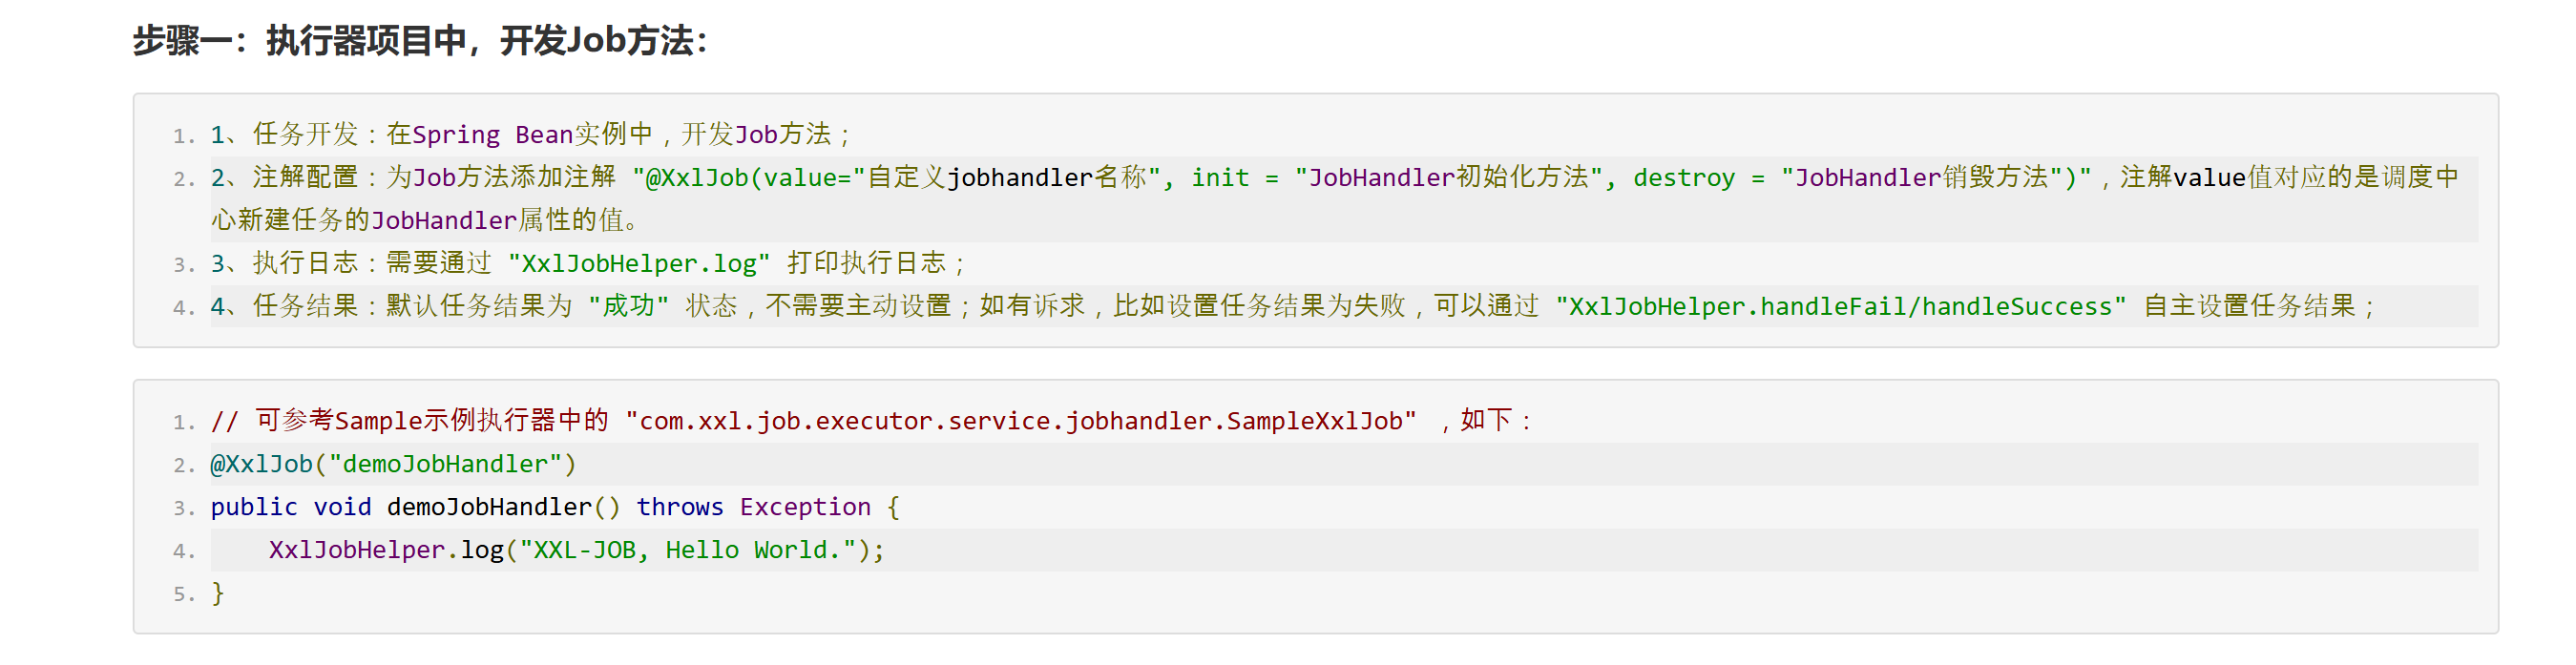 步骤一：执行器项目中，开发Job方法：
1. 1、任务开发：在Spring Bean实例中，开发Job方法；
2. 2、注解配置：为Job方法添加注解 "@XxlJob(value="自定义jobhandler名称", init = "JobHandler初始化方法", destroy = "JobHandler销毁方法")"，注解value值对应的是调度中
心新建任务的JobHandler属性的值。
3. 3、执行日志：需要通过 "XxlJobHelper.log" 打印执行日志；
4. 4、任务结果：默认任务结果为 "成功" 状态，不需要主动设置；如有诉求，比如设置任务结果为失败，可以通过 "XxlJobHelper.handleFail/handleSuccess" 自主设置任务结果；
1. // 可参考Sample示例执行器中的 "com.xxl.job.executor.service.jobhandler.SampleXxlJob" ，如下：
2. @XxlJob("demoJobHandler")
3. public void demoJobHandler() throws Exception {
4.     XxlJobHelper.log("XXL-JOB, Hello World.");
5. }